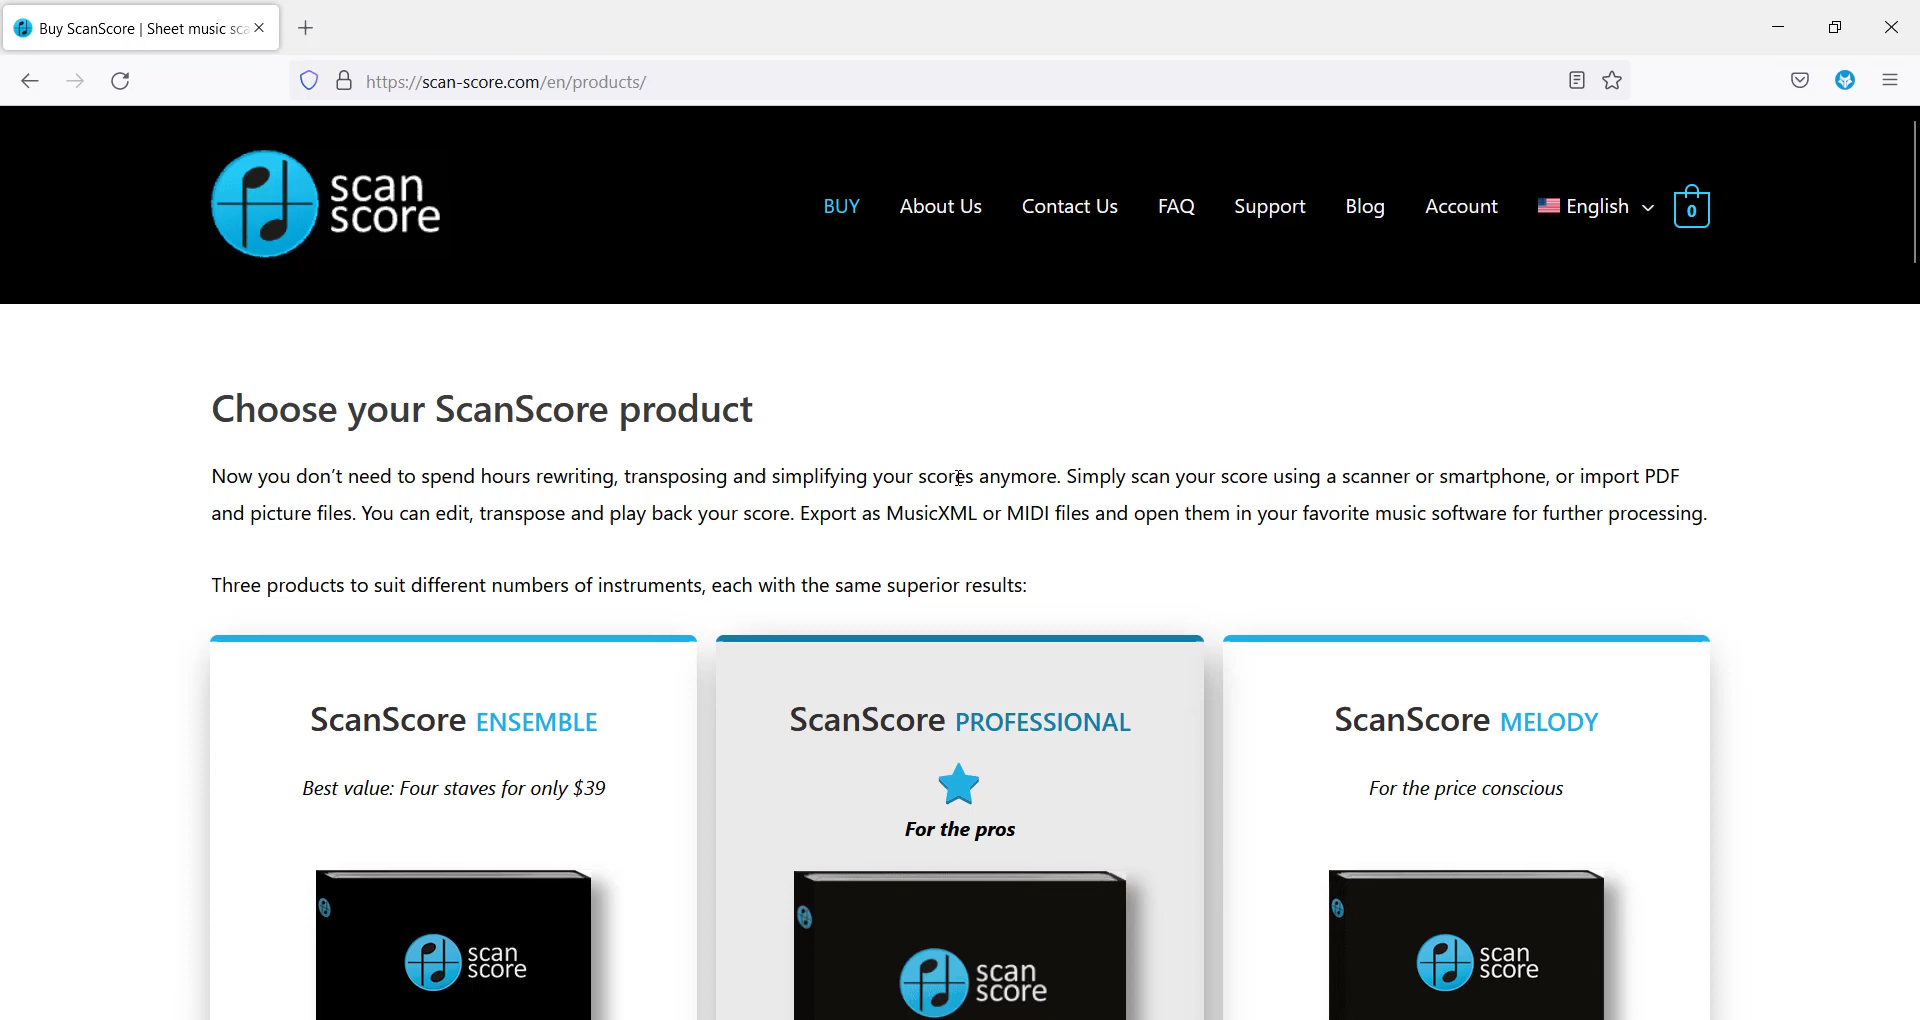 Buy ScanScore | Sheet music sca
https://scan-score.com/en/products/
scan
score
BUY
About Us
Contact Us
FAQ
Support
Blog
Account
English
0
Choose your ScanScore product
Now you don’t need to spend hours rewriting, transposing and simplifying your scores anymore. Simply scan your score using a scanner or smartphone, or import PDF
and picture files. You can edit, transpose and play back your score. Export as MusicXML or MIDI files and open them in your favorite music software for further processing.
Three products to suit different numbers of instruments, each with the same superior results:
ScanScore ENSEMBLE
Best value: Four staves for only $39
scan
score
ScanScore PROFESSIONAL
For the pros
scan
score
ScanScore MELODY
For the price conscious
scan
score